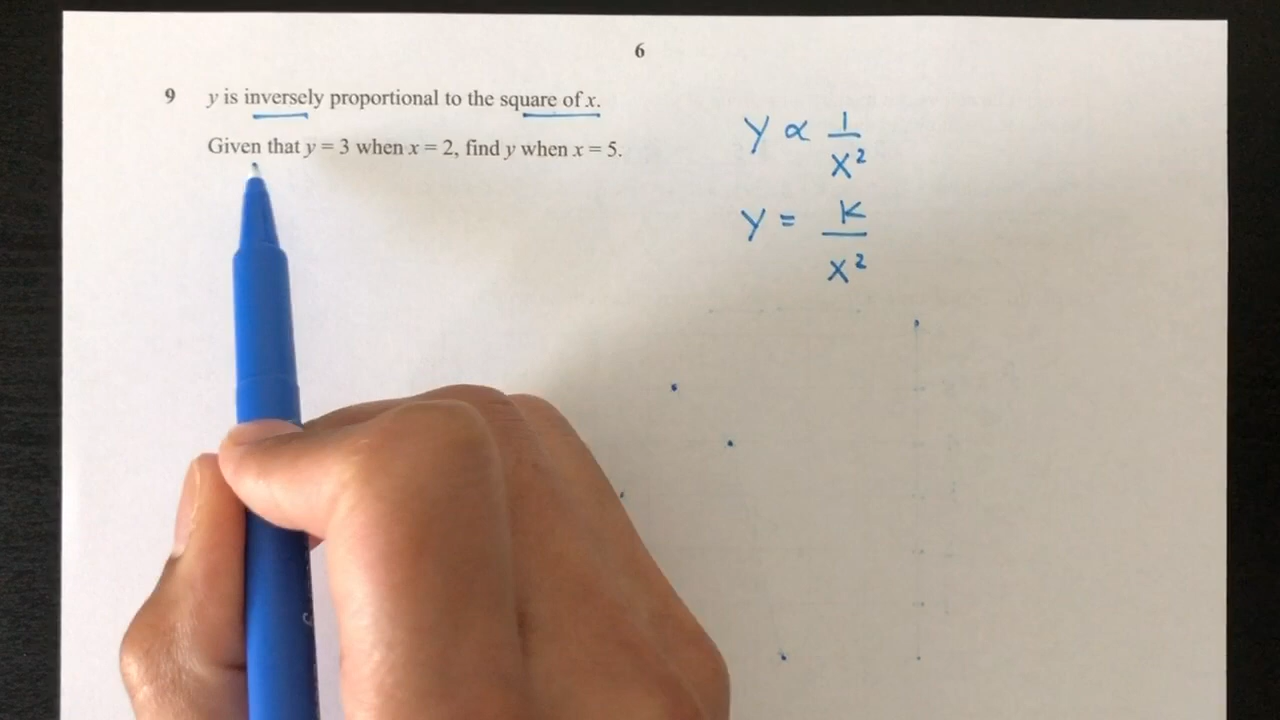 6
9 y is inversely proportional to the square of x.
Given that y = 3 when x = 2, find y when x = 5.
y ∝ 1/x²
y = K/x²